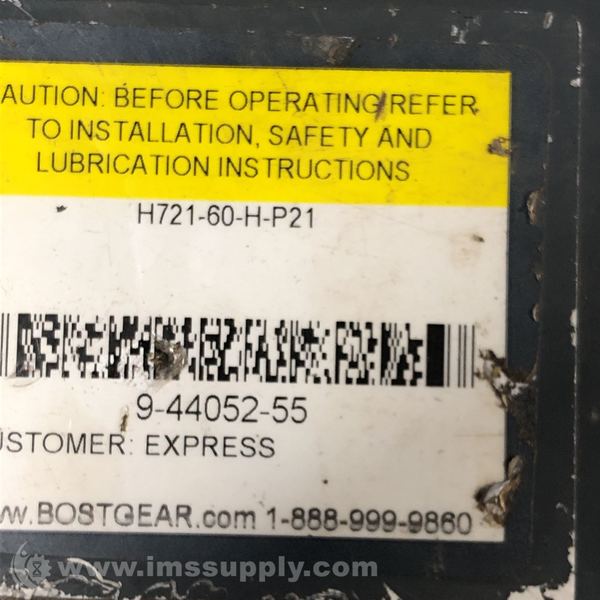 AUTION: BEFORE OPERATING REFER
TO INSTALLATION, SAFETY AND
LUBRICATION INSTRUCTIONS
H721-60-H-P21
9-44052-55
USTOMER: EXPRESS
ww.BOSTGEAR.com 1-888-999-9860
www.imssupply.com